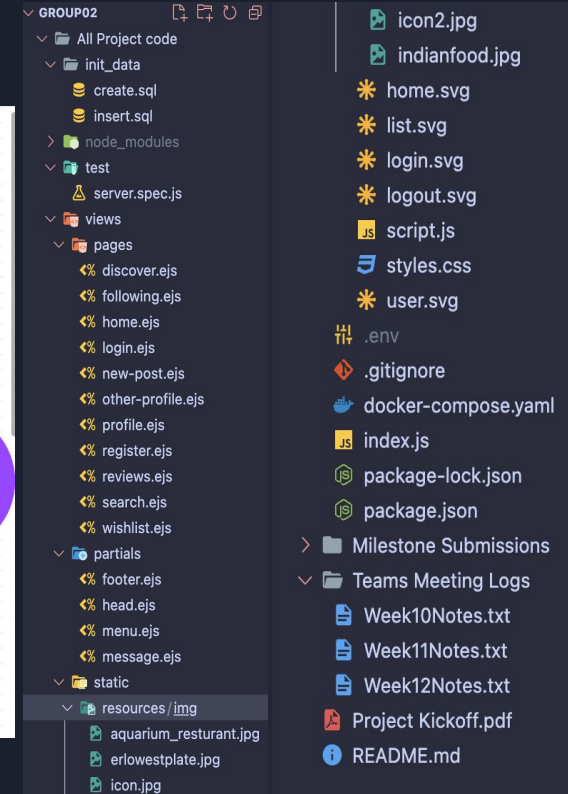 GROUP02
All Project code
init_data
create.sql
insert.sql
node_modules
test
server.spec.js
views
pages
discover.ejs
following.ejs
home.ejs
login.ejs
new-post.ejs
other-profile.ejs
profile.ejs
register.ejs
reviews.ejs
search.ejs
wishlist.ejs
partials
footer.ejs
head.ejs
menu.ejs
message.ejs
static
resources/img
aquarium_resturant.jpg
erlowestplate.jpg
icon.jpg
icon2.jpg
indianfood.jpg
home.svg
list.svg
login.svg
logout.svg
JS script.js
styles.css
user.svg
.env
.gitignore
docker-compose.yaml
JS index.js
package-lock.json
package.json
Milestone Submissions
Teams Meeting Logs
Week10Notes.txt
Week11Notes.txt
Week12Notes.txt
Project Kickoff.pdf
README.md